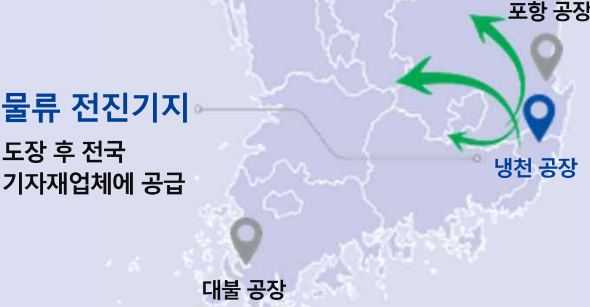 포항 공장
물류 전진기지
도장 후 전국
기자재업체에 공급
냉천 공장
대불 공장